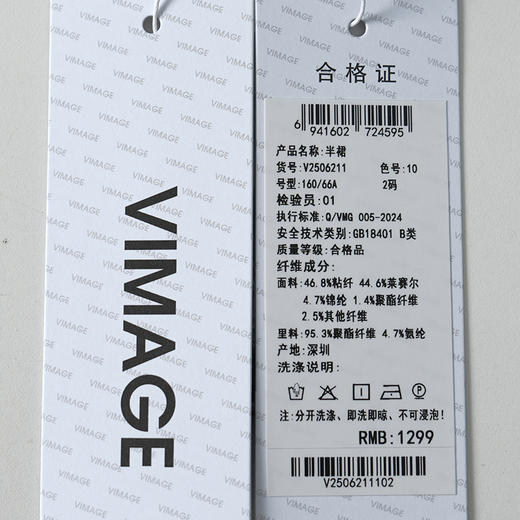 VIMAGE
合格证
6 941602 724595
产品名称:半裙
货号:V2506211 色号:10
号型:160/66A 2码
检验员:01
执行标准:Q/VMG 005-2024
安全技术类别:GB18401 B类
质量等级:合格品
纤维成分:
面料:46.8%粘纤 44.6%莱赛尔
4.7%锦纶 1.4%聚酯纤维
2.5%其他纤维
里料:95.3%聚酯纤维 4.7%氨纶
产地:深圳
洗涤说明:
P
注:分开洗涤、即洗即晾、不可浸泡!
RMB:1299
V2506211102